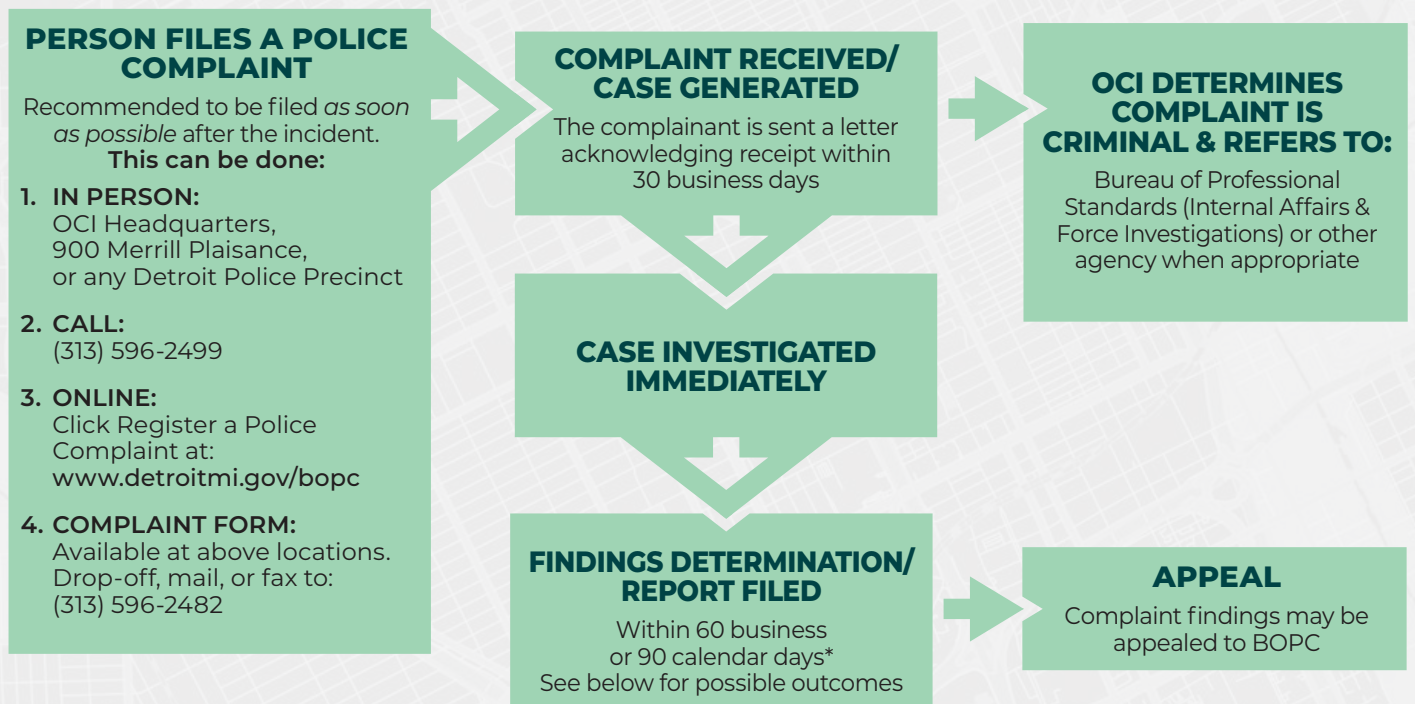 PERSON FILES A POLICE
COMPLAINT
Recommended to be filed as soon
as possible after the incident.
This can be done:
1. IN PERSON:
OCI Headquarters,
900 Merrill Plaisance,
or any Detroit Police Precinct
2. CALL:
(313) 596-2499
3. ONLINE:
Click Register a Police
Complaint at:
www.detroitmi.gov/bopc
4. COMPLAINT FORM:
Available at above locations.
Drop-off, mail, or fax to:
(313) 596-2482
COMPLAINT RECEIVED/
CASE GENERATED
The complainant is sent a letter
acknowledging receipt within
30 business days
OCI DETERMINES
COMPLAINT IS
CRIMINAL & REFERS TO:
Bureau of Professional
Standards (Internal Affairs &
Force Investigations) or other
agency when appropriate
CASE INVESTIGATED
IMMEDIATELY
FINDINGS DETERMINATION/
REPORT FILED
Within 60 business
or 90 calendar days*
See below for possible outcomes
APPEAL
Complaint findings may be
appealed to BOPC